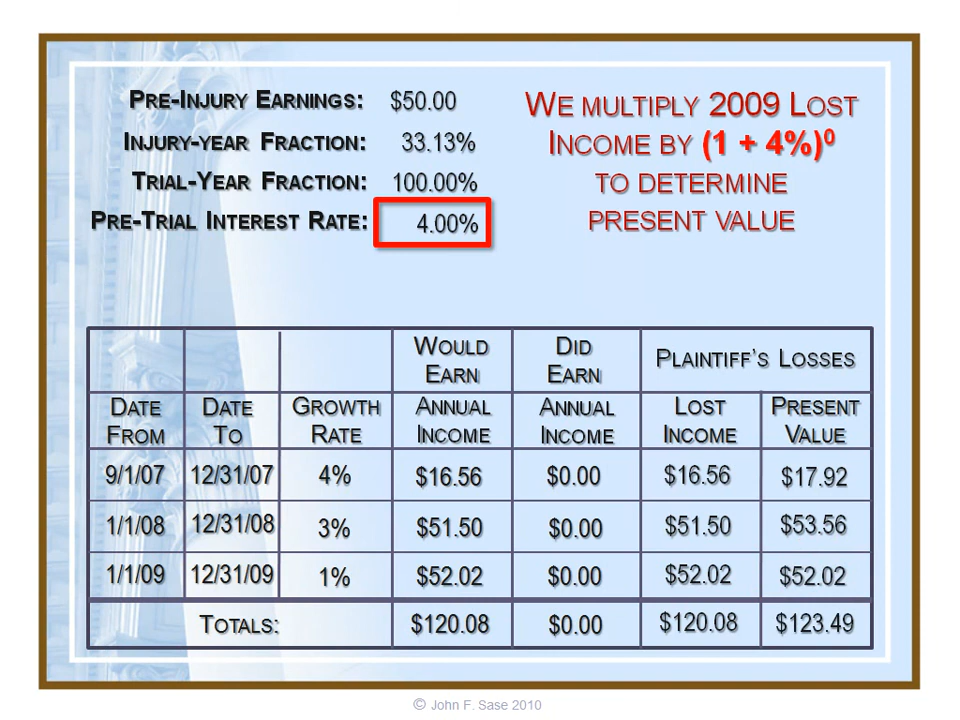 PRE-INJURY EARNINGS: $50.00
INJURY-YEAR FRACTION: 33.13%
TRIAL-YEAR FRACTION: 100.00%
PRE-TRIAL INTEREST RATE: 4.00%
WE MULTIPLY 2009 LOST
INCOME BY (1 + 4%)⁰
TO DETERMINE
PRESENT VALUE
WOULD EARN DID EARN PLAINTIFF'S LOSSES
DATE FROM DATE TO GROWTH RATE ANNUAL INCOME ANNUAL INCOME LOST INCOME PRESENT VALUE
9/1/07 12/31/07 4% $16.56 $0.00 $16.56 $17.92
1/1/08 12/31/08 3% $51.50 $0.00 $51.50 $53.56
1/1/09 12/31/09 1% $52.02 $0.00 $52.02 $52.02
TOTALS: $120.08 $0.00 $120.08 $123.49
© John F. Sase 2010